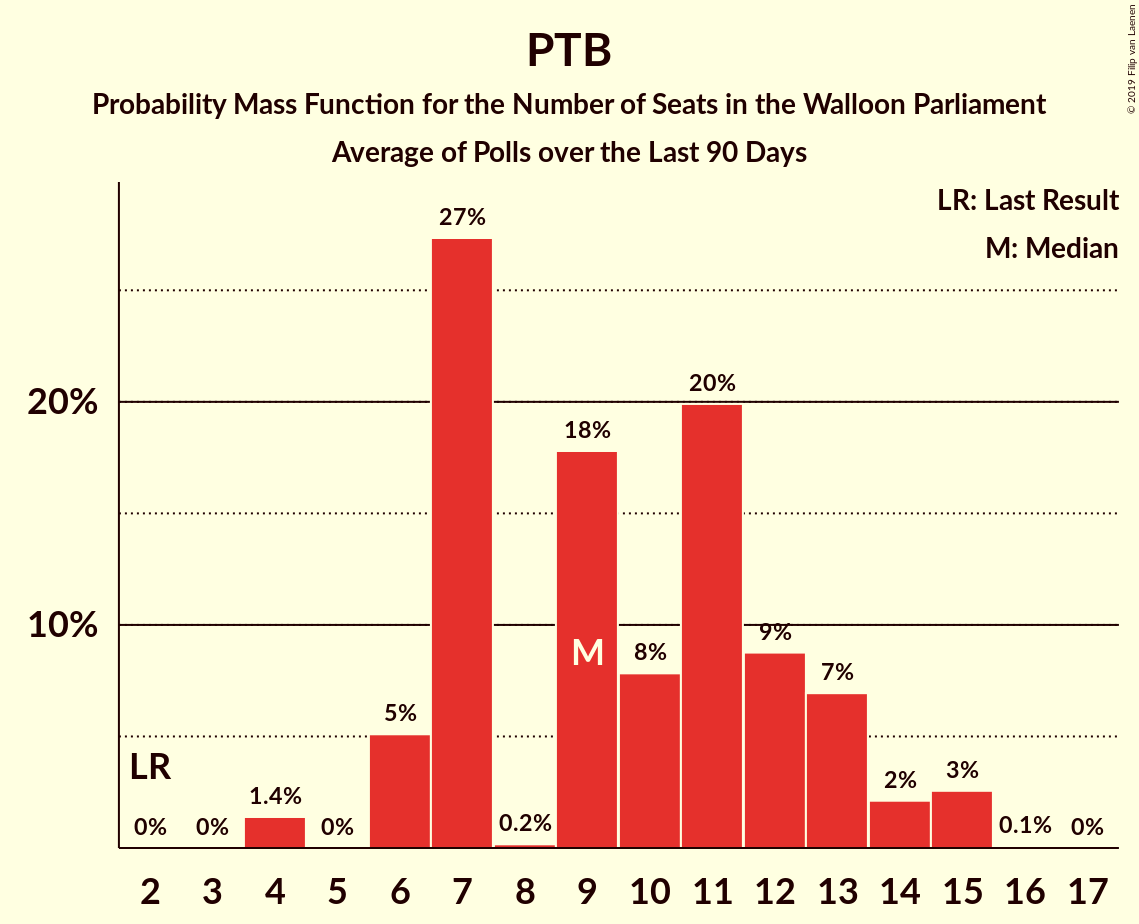 PTB
Probability Mass Function for the Number of Seats in the Walloon Parliament
Average of Polls over the Last 90 Days
© 2019 Filip van Laenen
LR: Last Result
M: Median
27%
20%
20%
18%
10%
9%
M
8%
7%
5%
LR
1.4%
2%
3%
0%
0%
0%
0.2%
0.1%
0%
2 3 4 5 6 7 8 9 10 11 12 13 14 15 16 17